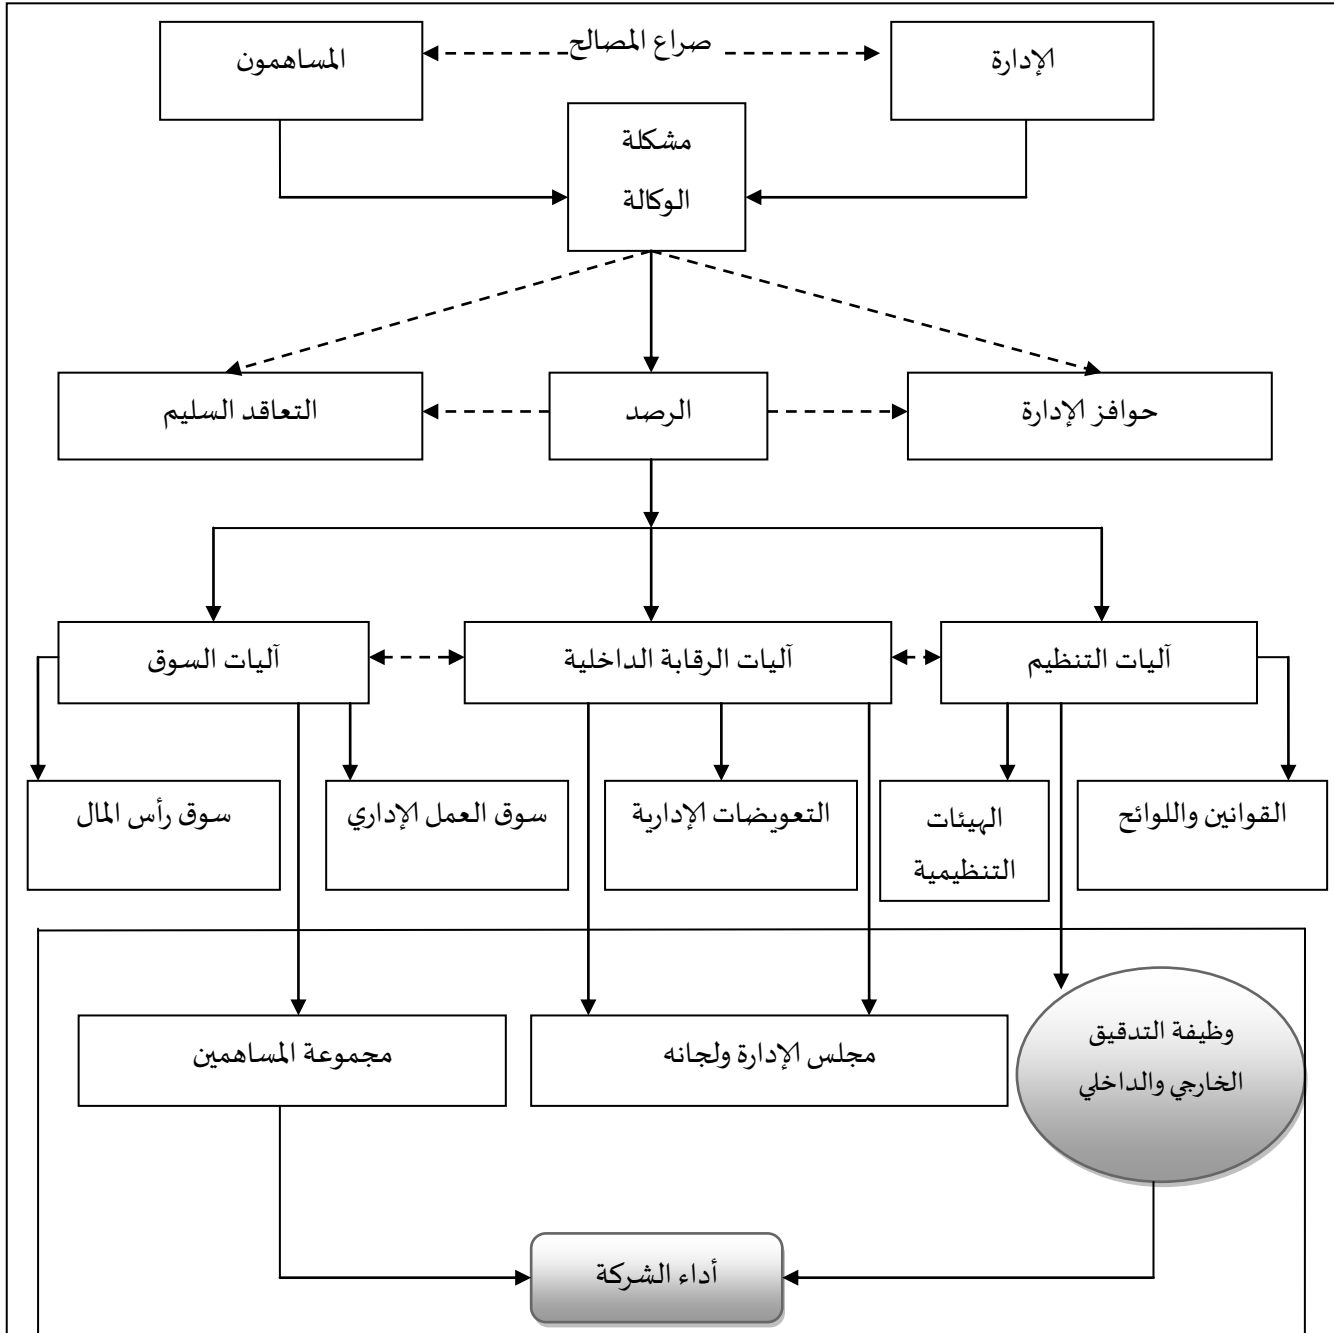 الإدارة
صراع المصالح
المساهمون
مشكلة
الوكالة
حوافز الإدارة
الرصد
التعاقد السليم
آليات التنظيم
آليات الرقابة الداخلية
آليات السوق
القوانين واللوائح
الهيئات
التنظيمية
التعويضات الإدارية
سوق العمل الإداري
سوق رأس المال
وظيفة التدقيق
الخارجي والداخلي
مجلس الإدارة ولجانه
مجموعة المساهمين
أداء الشركة